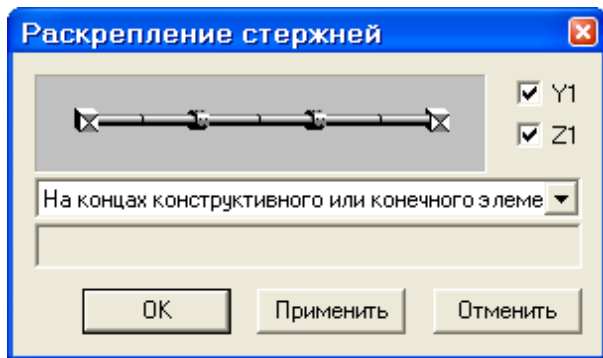 Раскрепление стержней
Y1
Z1
На концах конструктивного или конечного элеме
OK
Применить
Отменить